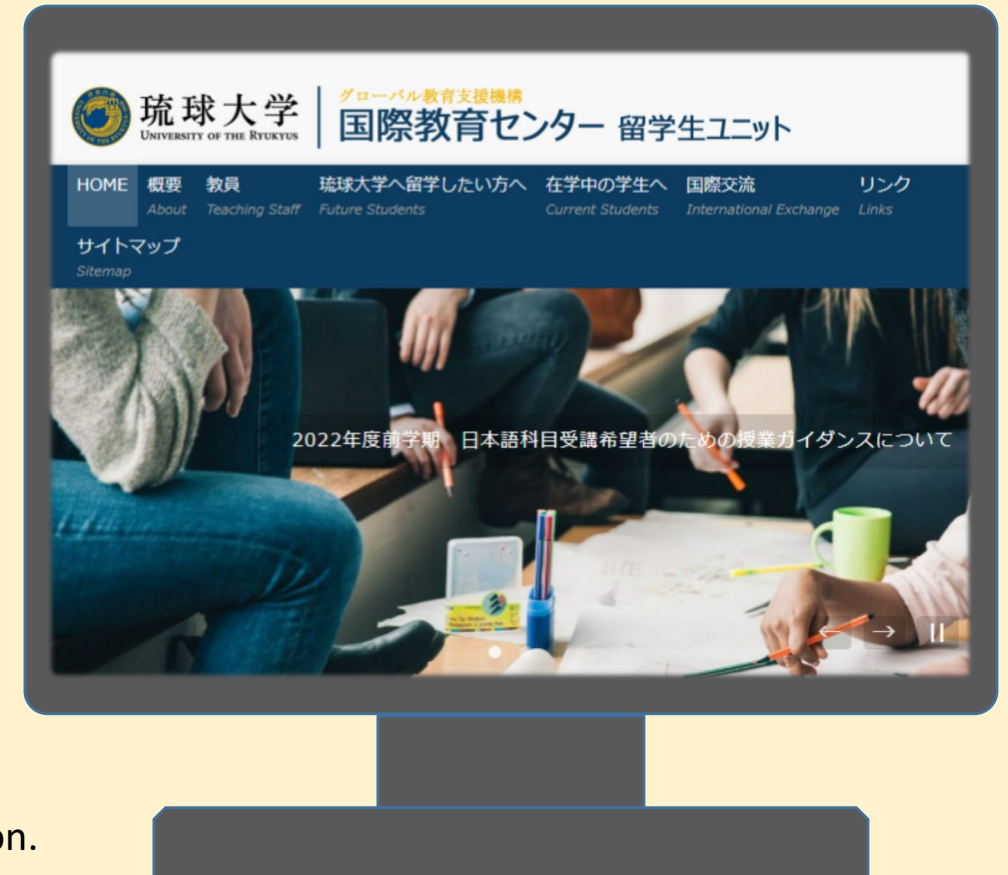 グローバル教育支援機構
琉球大学 国際教育センター 留学生ユニット
UNIVERSITY OF THE RYUKYUS
HOME 概要 教員 琉球大学へ留学したい方へ 在学中の学生へ 国際交流 リンク
About Teaching Staff Future Students Current Students International Exchange Links
サイトマップ
Sitemap
2022年度前学期 日本語科目受講希望者のための授業ガイダンスについて
on.